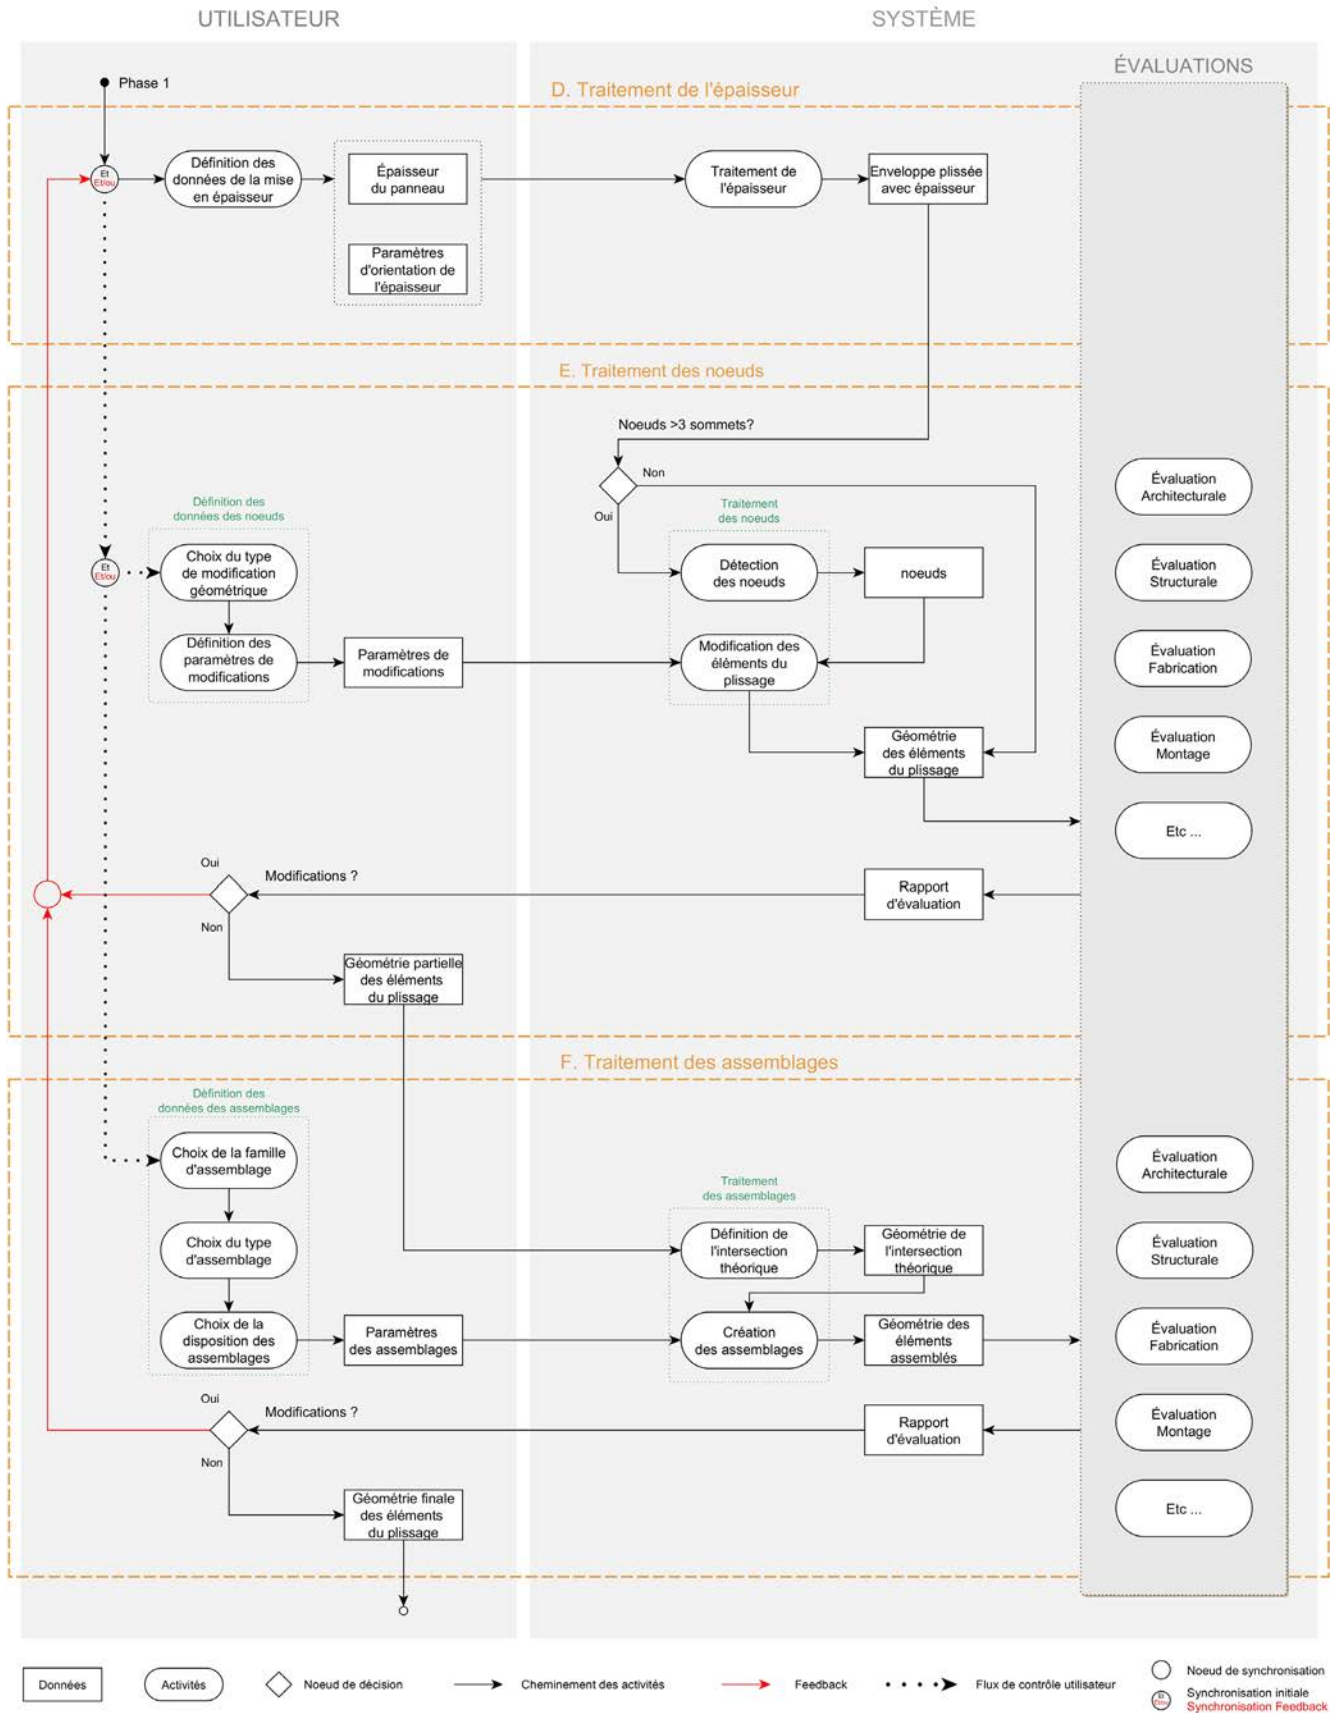 UTILISATEUR
SYSTÈME
ÉVALUATIONS
Phase 1
D. Traitement de l'épaisseur
Et
Et/ou
Définition des
données de la mise
en épaisseur
Épaisseur
du panneau
Paramètres
d'orientation de
l'épaisseur
Traitement de
l'épaisseur
Enveloppe plissée
avec épaisseur
E. Traitement des noeuds
Noeuds >3 sommets?
Non
Oui
Définition des
données des noeuds
Et
Et/ou
Choix du type
de modification
géométrique
Définition des
paramètres de
modifications
Paramètres de
modifications
Traitement
des noeuds
Détection
des noeuds
noeuds
Modification des
éléments du
plissage
Géométrie
des éléments
du plissage
Évaluation
Architecturale
Évaluation
Structurale
Évaluation
Fabrication
Évaluation
Montage
Etc ...
Oui
Modifications ?
Non
Rapport
d'évaluation
Géométrie partielle
des éléments
du plissage
F. Traitement des assemblages
Définition des
données des assemblages
Choix de la famille
d'assemblage
Choix du type
d'assemblage
Choix de la
disposition des
assemblages
Paramètres
des assemblages
Traitement
des assemblages
Définition de
l'intersection
théorique
Géométrie de
l'intersection
théorique
Création
des assemblages
Géométrie des
éléments
assemblés
Évaluation
Architecturale
Évaluation
Structurale
Évaluation
Fabrication
Évaluation
Montage
Etc ...
Oui
Modifications ?
Non
Rapport
d'évaluation
Géométrie finale
des éléments
du plissage
Données
Activités
Noeud de décision
Cheminement des activités
Feedback
Flux de contrôle utilisateur
Noeud de synchronisation
Et
Et/ou
Synchronisation initiale
Synchronisation Feedback